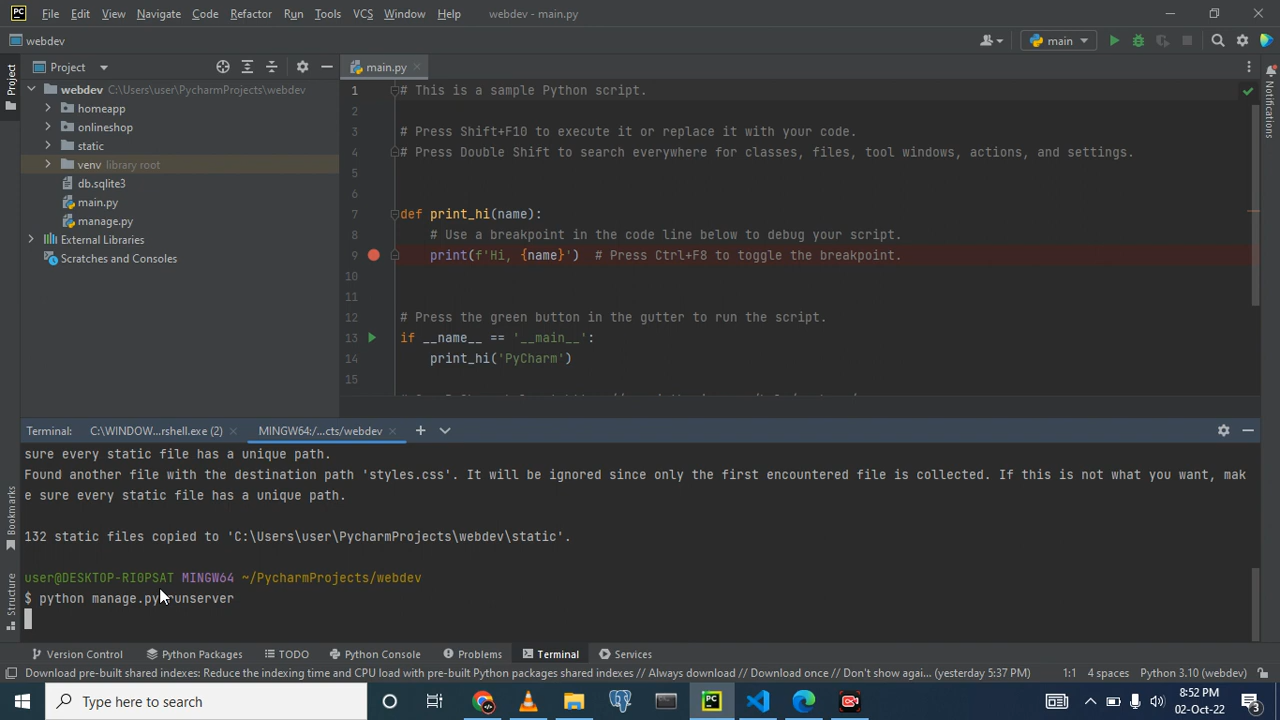 PC File Edit View Navigate Code Refactor Run Tools VCS Window Help webdev - main.py
webdev main
Project main.py
webdev C:\Users\user\PycharmProjects\webdev
homeapp
onlineshop
static
venv library root
db.sqlite3
main.py
manage.py
External Libraries
Scratches and Consoles
1 # This is a sample Python script.
2
3 # Press Shift+F10 to execute it or replace it with your code.
4 # Press Double Shift to search everywhere for classes, files, tool windows, actions, and settings.
5
6
7 def print_hi(name):
8 # Use a breakpoint in the code line below to debug your script.
9 print(f'Hi, {name}') # Press Ctrl+F8 to toggle the breakpoint.
10
11
12 # Press the green button in the gutter to run the script.
13 if __name__ == '__main__':
14 print_hi('PyCharm')
15
Project
Notifications
Bookmarks
Structure
Terminal: C:\WINDOW...rshell.exe (2) MINGW64:/...cts/webdev
sure every static file has a unique path.
Found another file with the destination path 'styles.css'. It will be ignored since only the first encountered file is collected. If this is not what you want, mak
e sure every static file has a unique path.
132 static files copied to 'C:\Users\user\PycharmProjects\webdev\static'.
user@DESKTOP-RIOPSAT MINGW64 ~/PycharmProjects/webdev
$ python manage.py runserver
Version Control Python Packages TODO Python Console Problems Terminal Services
Download pre-built shared indexes: Reduce the indexing time and CPU load with pre-built Python packages shared indexes // Always download // Download once // Don't show agai... (yesterday 5:37 PM) 1:1 4 spaces Python 3.10 (webdev)
Type here to search
PC
8:52 PM
02-Oct-22
3